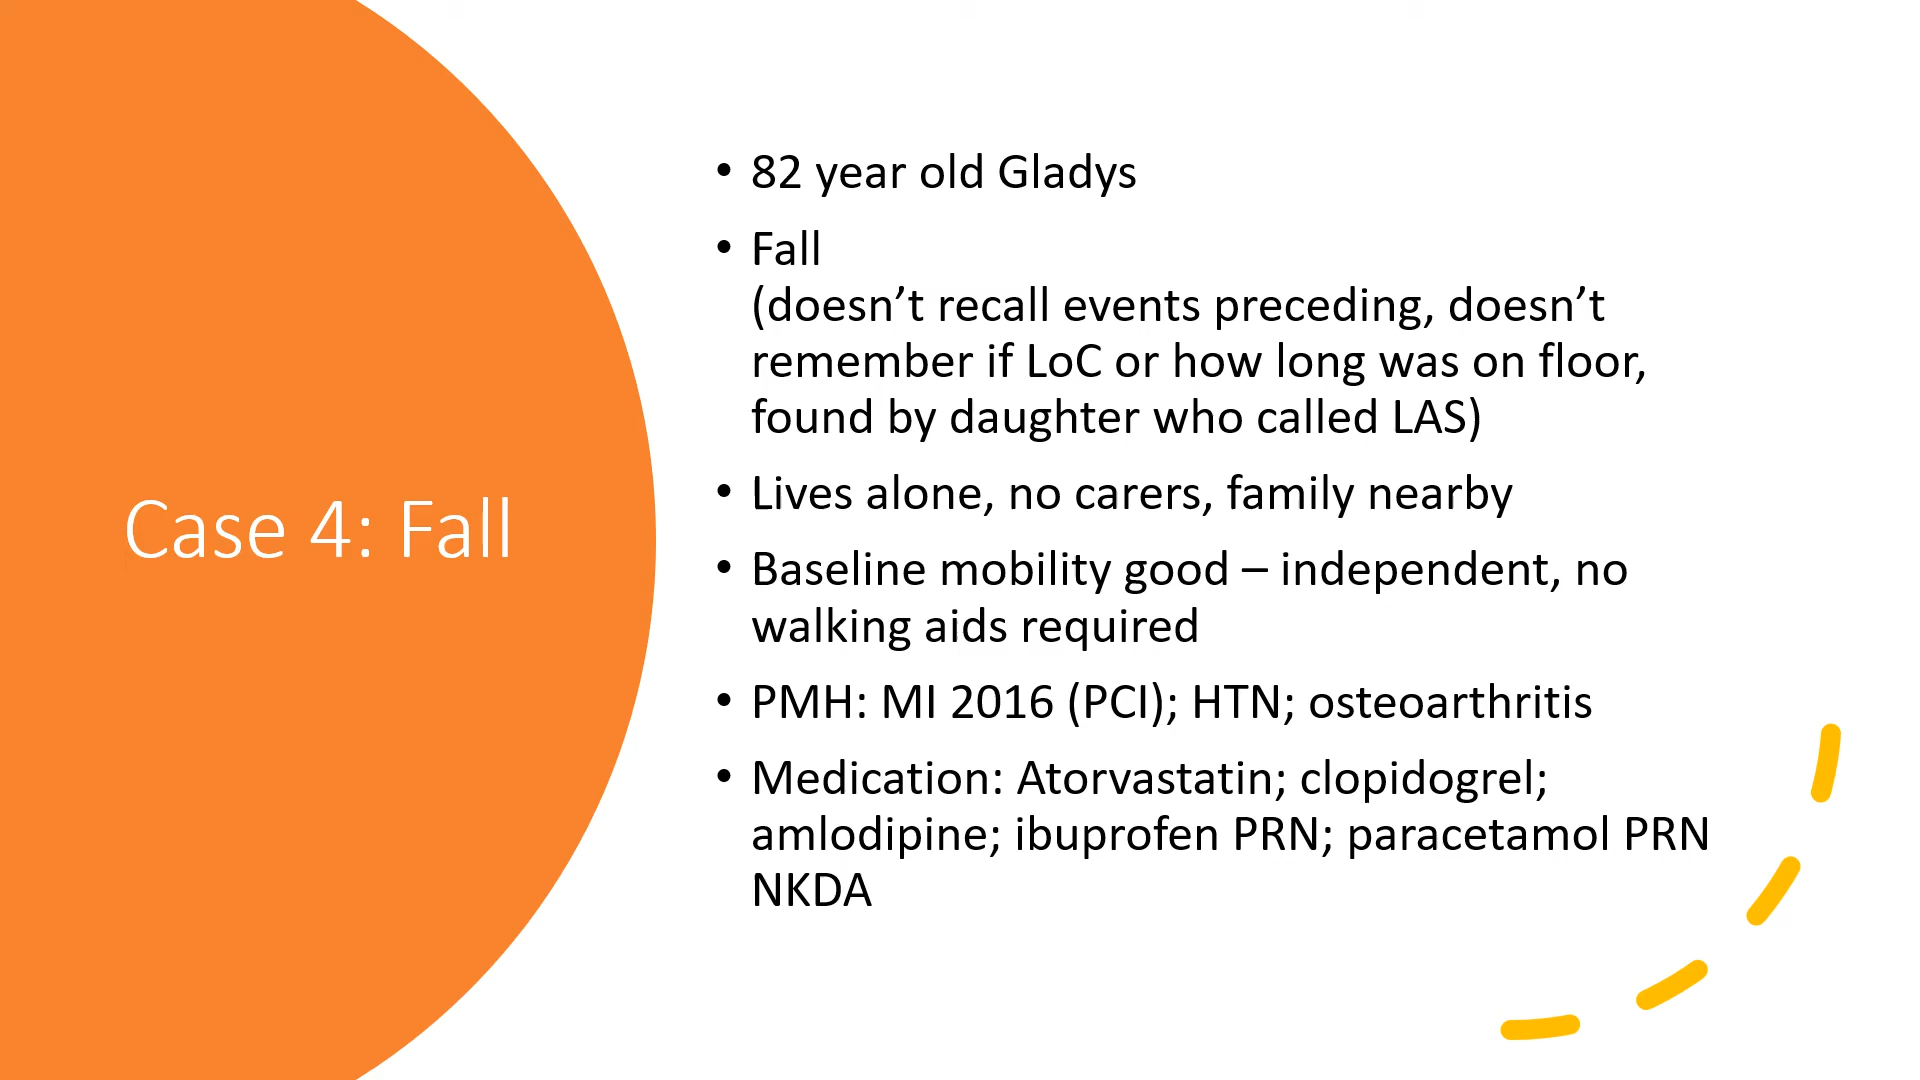 Case 4: Fall
• 82 year old Gladys
• Fall
(doesn’t recall events preceding, doesn’t
remember if LoC or how long was on floor,
found by daughter who called LAS)
• Lives alone, no carers, family nearby
• Baseline mobility good – independent, no
walking aids required
• PMH: MI 2016 (PCI); HTN; osteoarthritis
• Medication: Atorvastatin; clopidogrel;
amlodipine; ibuprofen PRN; paracetamol PRN
NKDA